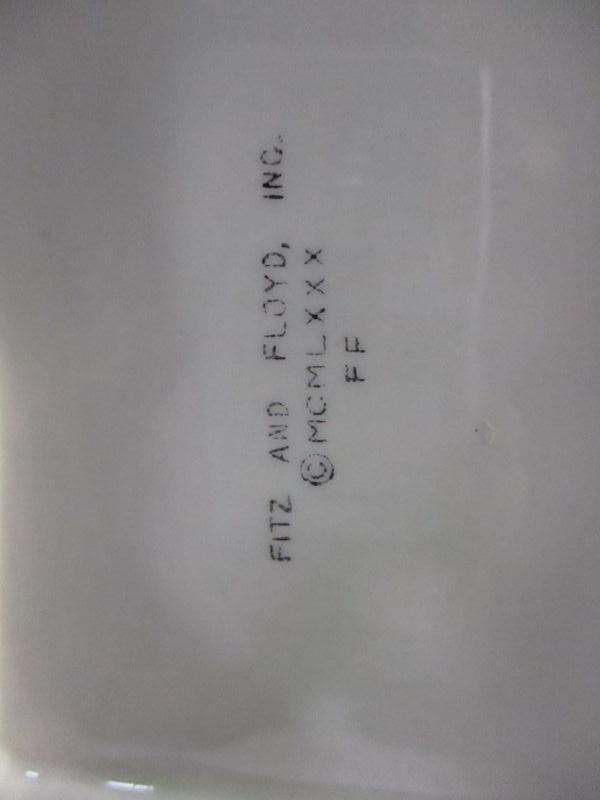 FITZ AND FLOYD, INC.
© MCMLXXX
FF